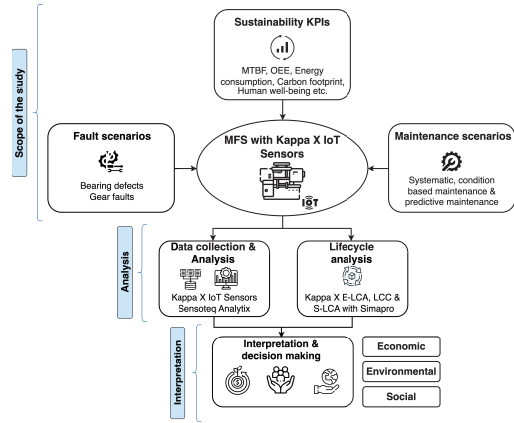 Sustainability KPIs
MTBF, OEE, Energy
consumption, Carbon footprint,
Human well-being etc.
Scope of the study
Fault scenarios
Bearing defects
Gear faults
MFS with Kappa X IoT
Sensors
IoT
Maintenance scenarios
Systematic, condition
based maintenance &
predictive maintenance
Analysis
Data collection &
Analysis
Kappa X IoT Sensors
Sensoteq Analytix
Lifecycle
analysis
Kappa X E-LCA, LCC &
S-LCA with Simapro
Interpretation
Interpretation &
decision making
Economic
Environmental
Social